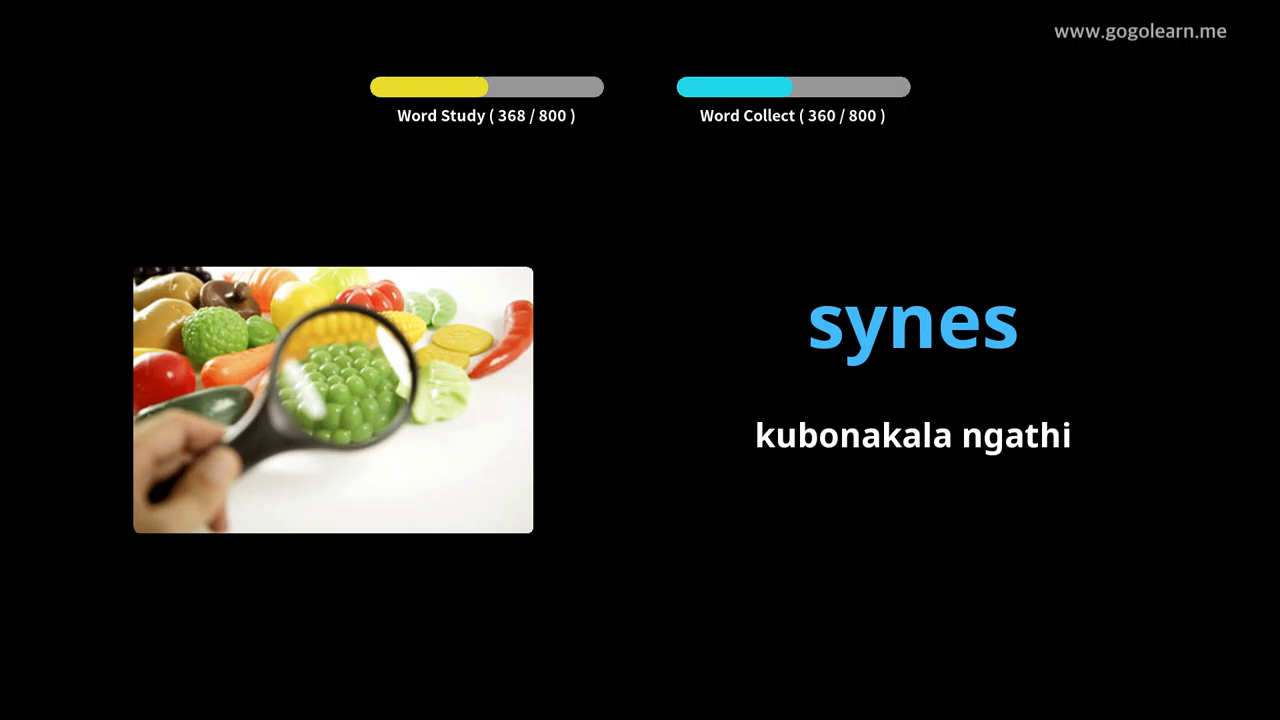 www.gogolearn.me
Word Study ( 368 / 800 )
Word Collect ( 360 / 800 )
synes
kubonakala ngathi